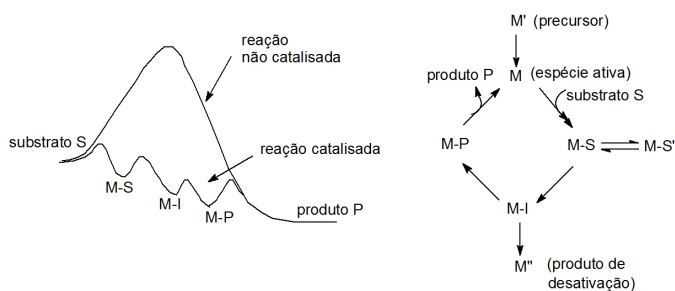 reação
não catalisada
substrato S
reação catalisada
M-S
M-I
M-P
produto P
M' (precursor)
produto P
M (espécie ativa)
substrato S
M-P
M-S
M-S'
M-I
M" (produto de
desativação)